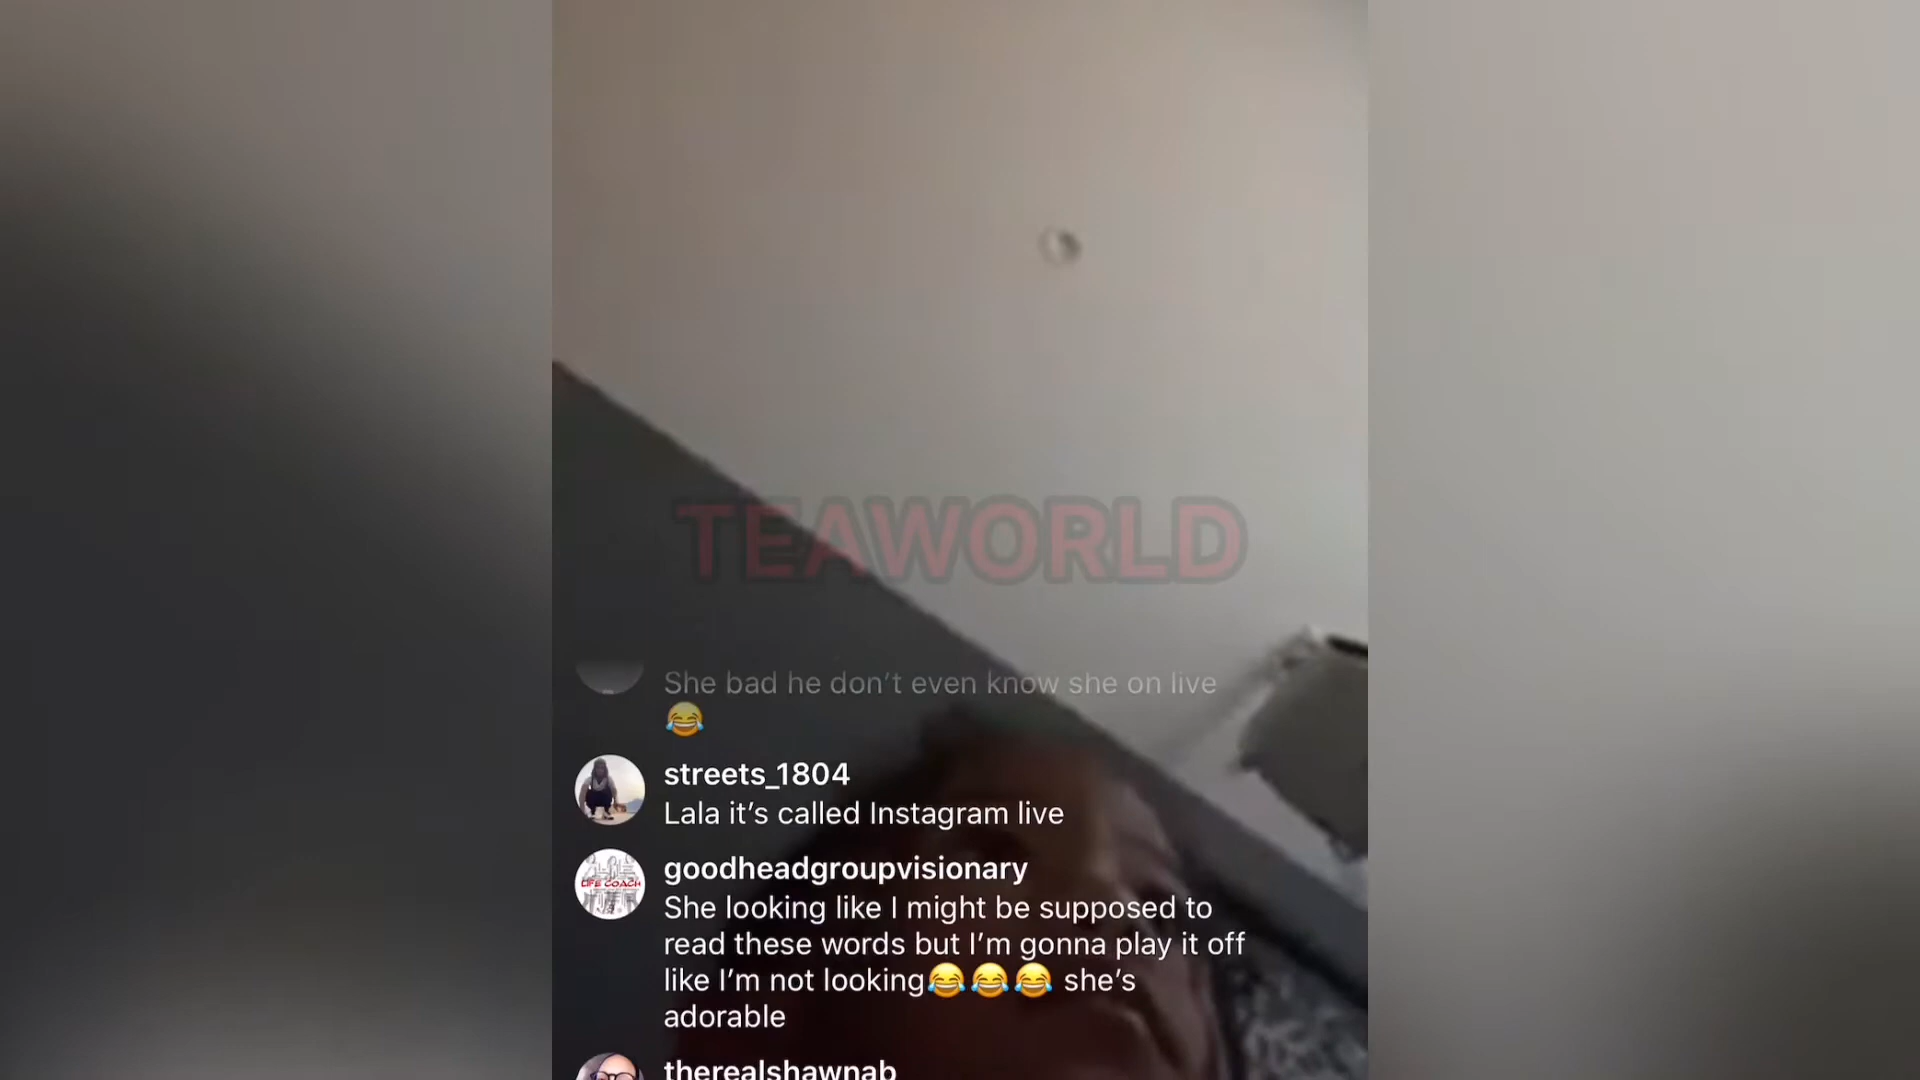 TEAWORLD
She bad he don’t even know she on live
😂
streets_1804
Lala it’s called Instagram live
LIFE COACH
goodheadgroupvisionary
She looking like I might be supposed to
read these words but I’m gonna play it off
like I’m not looking😂😂😂 she’s
adorable
therealshawnab